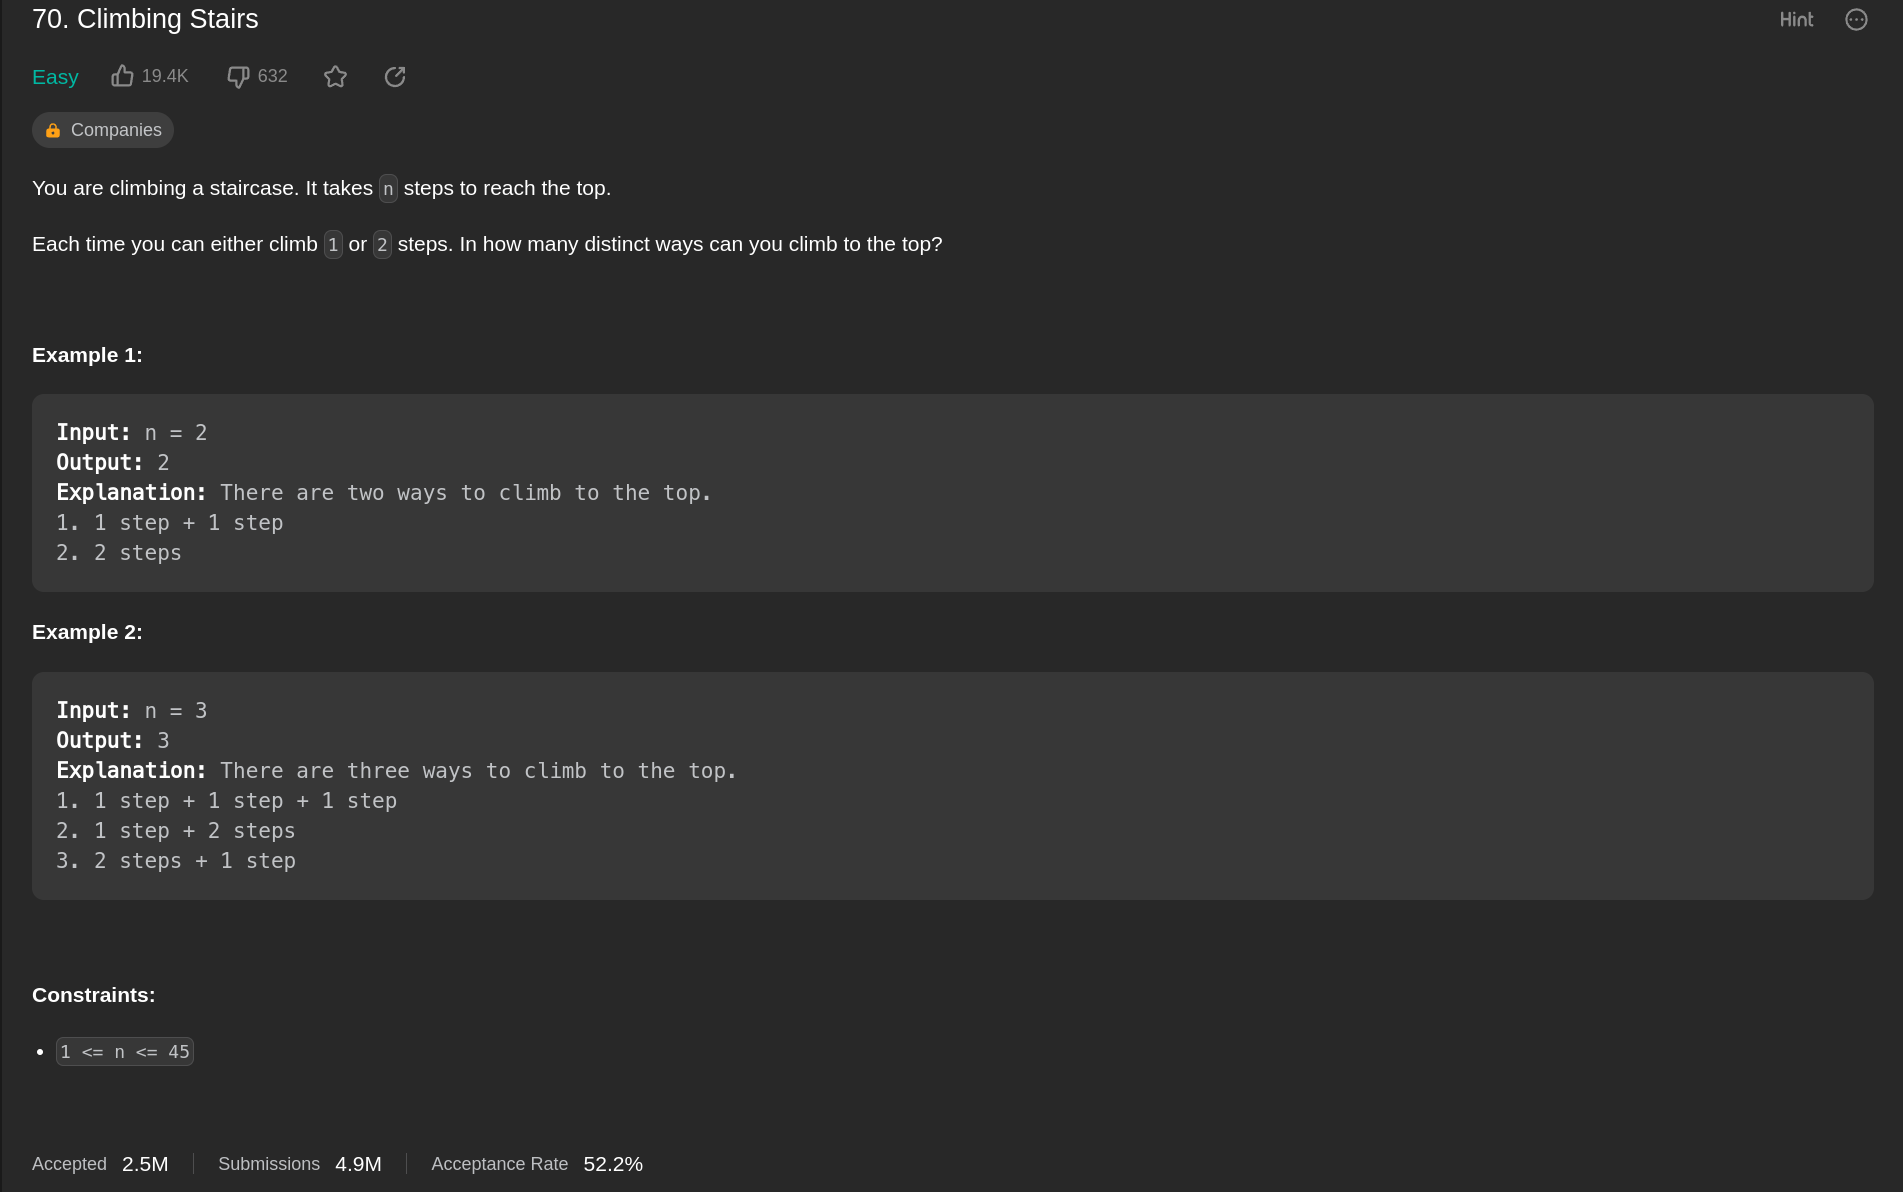 70. Climbing Stairs
Hint
Easy 19.4K 632
Companies
You are climbing a staircase. It takes n steps to reach the top.
Each time you can either climb 1 or 2 steps. In how many distinct ways can you climb to the top?
Example 1:
Input: n = 2
Output: 2
Explanation: There are two ways to climb to the top.
1. 1 step + 1 step
2. 2 steps
Example 2:
Input: n = 3
Output: 3
Explanation: There are three ways to climb to the top.
1. 1 step + 1 step + 1 step
2. 1 step + 2 steps
3. 2 steps + 1 step
Constraints:
• 1 <= n <= 45
Accepted 2.5M Submissions 4.9M Acceptance Rate 52.2%